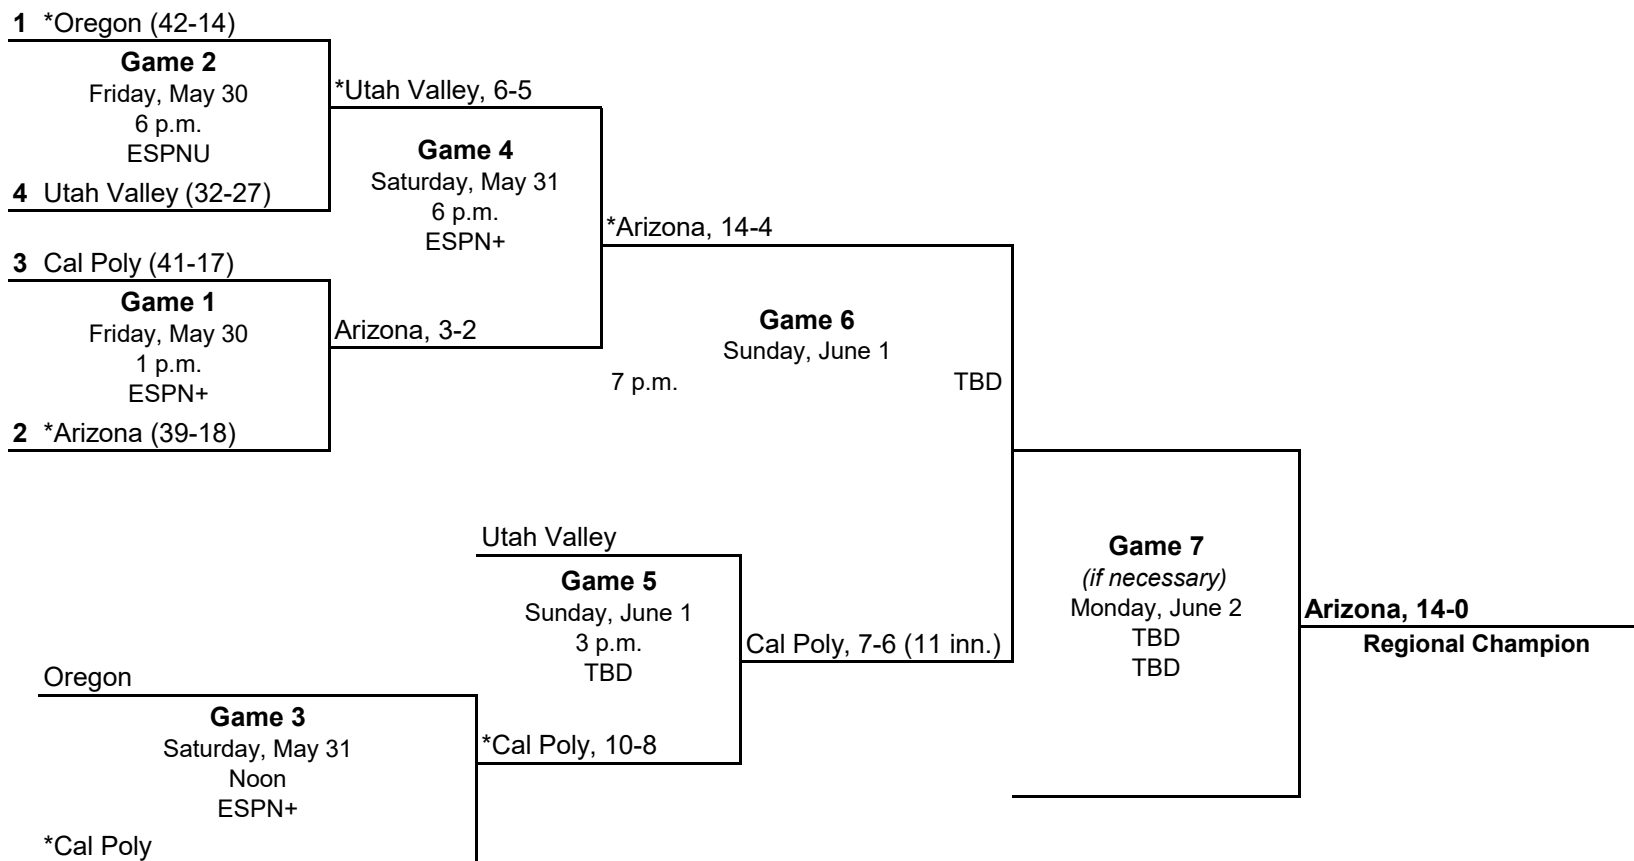 1 *Oregon (42-14)
Game 2
Friday, May 30
6 p.m.
ESPNU
4 Utah Valley (32-27)
*Utah Valley, 6-5
Game 4
Saturday, May 31
6 p.m.
ESPN+
3 Cal Poly (41-17)
Game 1
Friday, May 30
1 p.m.
ESPN+
2 *Arizona (39-18)
Arizona, 3-2
*Arizona, 14-4
Game 6
Sunday, June 1
7 p.m. TBD
Utah Valley
Game 5
Sunday, June 1
3 p.m.
TBD
*Cal Poly, 10-8
Cal Poly, 7-6 (11 inn.)
Oregon
Game 3
Saturday, May 31
Noon
ESPN+
*Cal Poly
Game 7
(if necessary)
Monday, June 2
TBD
TBD
Arizona, 14-0
Regional Champion